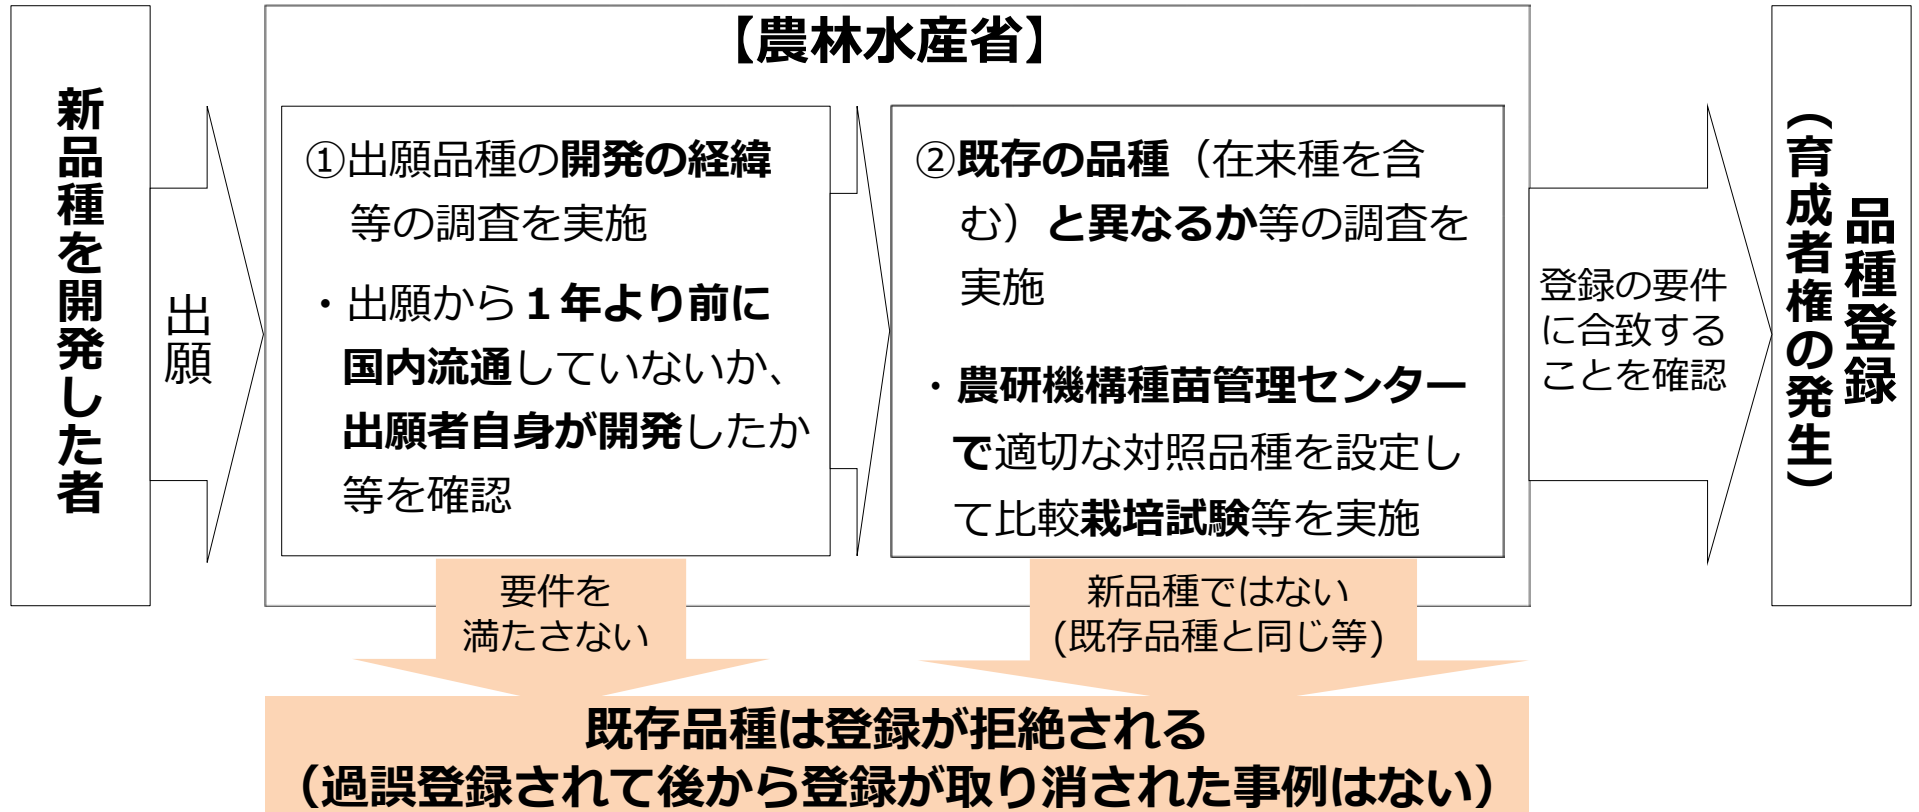 新品種を開発した者
出願
【農林水産省】
①出願品種の開発の経緯
等の調査を実施
・出願から１年より前に
国内流通していないか、
出願者自身が開発したか
等を確認
②既存の品種（在来種を含
む）と異なるか等の調査を
実施
・農研機構種苗管理センター
で適切な対照品種を設定し
て比較栽培試験等を実施
登録の要件
に合致する
ことを確認
品種登録
（育成者権の発生）
要件を
満たさない
新品種ではない
(既存品種と同じ等)
既存品種は登録が拒絶される
（過誤登録されて後から登録が取り消された事例はない）